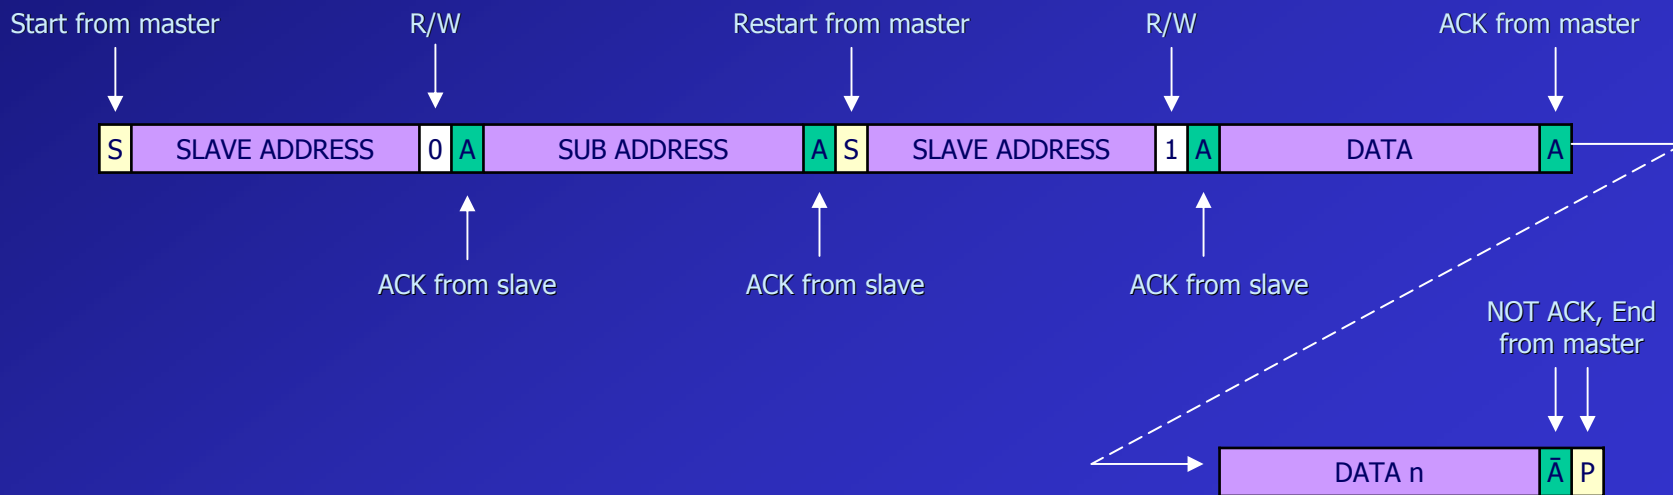 Start from master R/W Restart from master R/W ACK from master
S SLAVE ADDRESS 0 A SUB ADDRESS A S SLAVE ADDRESS 1 A DATA A
ACK from slave ACK from slave ACK from slave
NOT ACK, End
from master
DATA n Ā P